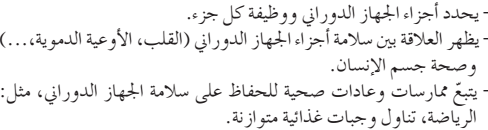 - يحدد أجزاء الجهاز الدوراني ووظيفة كل جزء.
- يظهر العلاقة بين سلامة أجزاء الجهاز الدوراني (القلب، الأوعية الدموية،...)
وصحة جسم الإنسان.
- يتبعّ ممارسات وعادات صحية للحفاظ على سلامة الجهاز الدوراني، مثل:
الرياضة، تناول وجبات غذائية متوازنة.